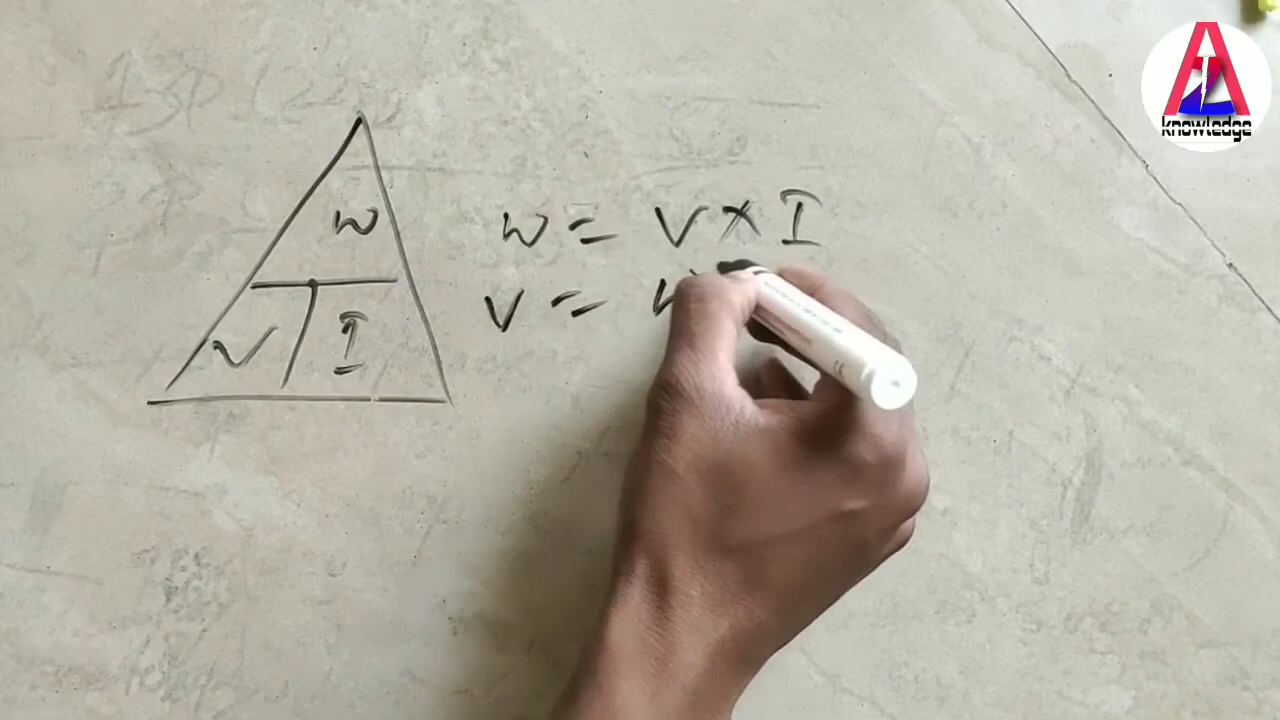 W
V I
W = V × I
V =
knowledge